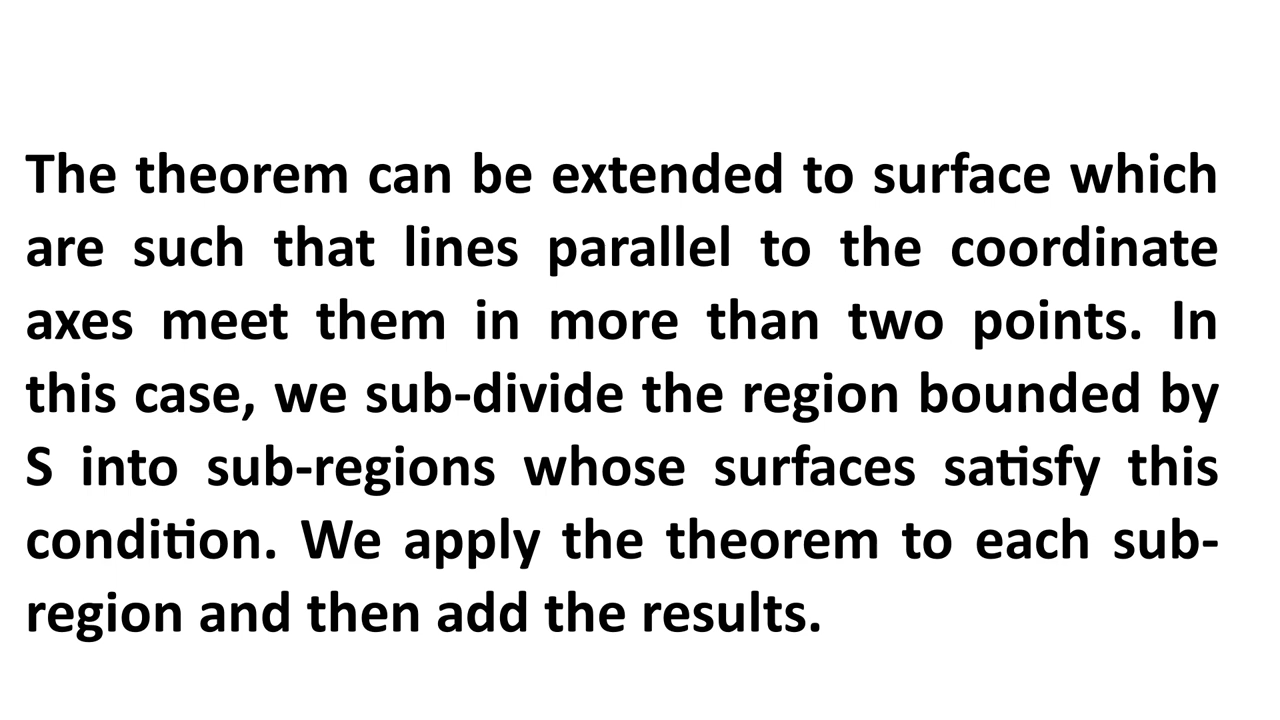 The theorem can be extended to surface which
are such that lines parallel to the coordinate
axes meet them in more than two points. In
this case, we sub-divide the region bounded by
S into sub-regions whose surfaces satisfy this
condition. We apply the theorem to each sub-
region and then add the results.